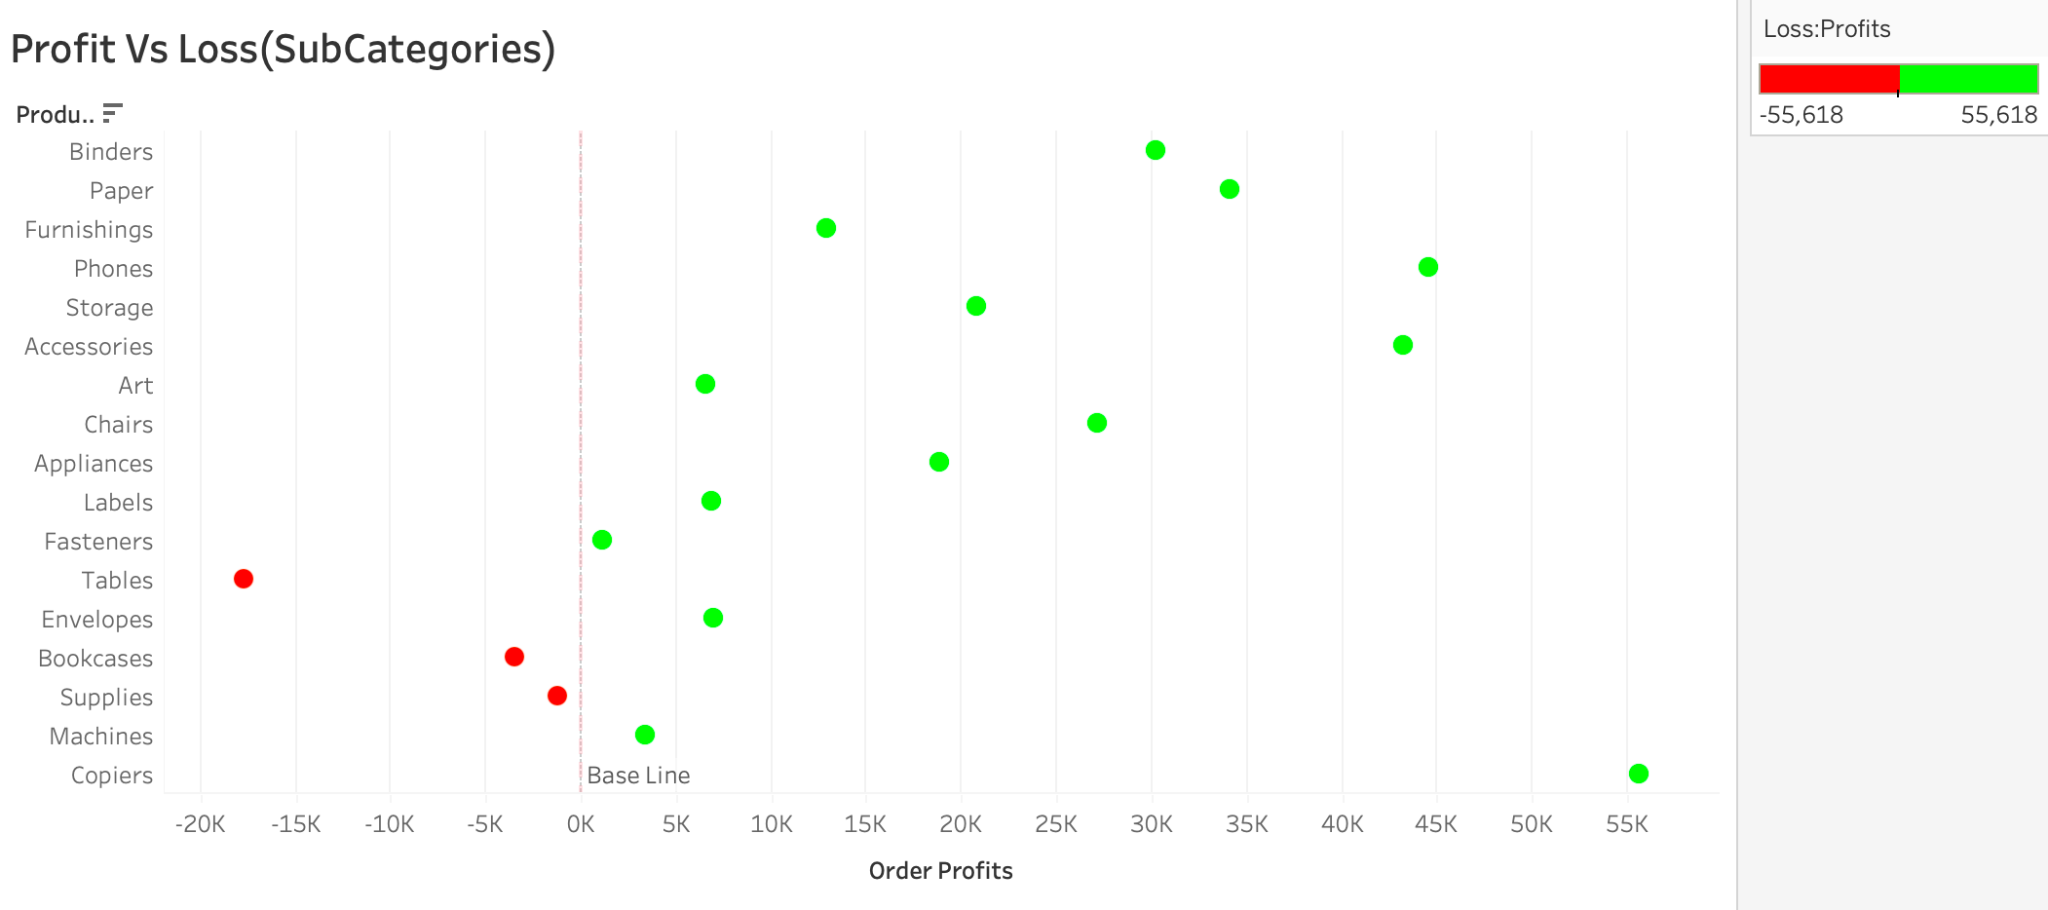 Profit Vs Loss(SubCategories)
Loss:Profits
-55,618 55,618
Produ..
Binders
Paper
Furnishings
Phones
Storage
Accessories
Art
Chairs
Appliances
Labels
Fasteners
Tables
Envelopes
Bookcases
Supplies
Machines
Copiers
Base Line
-20K -15K -10K -5K 0K 5K 10K 15K 20K 25K 30K 35K 40K 45K 50K 55K
Order Profits